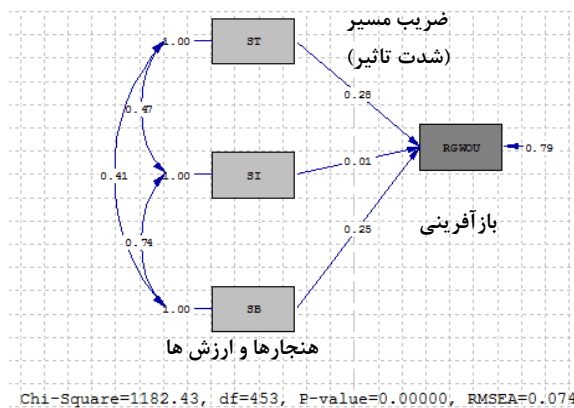 ضریب مسیر
(شدت تاثیر)
1.00
ST
0.28
0.47
RGWOU
0.79
1.00
SI
0.01
0.41
بازآفرینی
0.25
0.74
1.00
SB
هنجارها و ارزش ها
Chi-Square=1182.43, df=453, P-value=0.00000, RMSEA=0.074